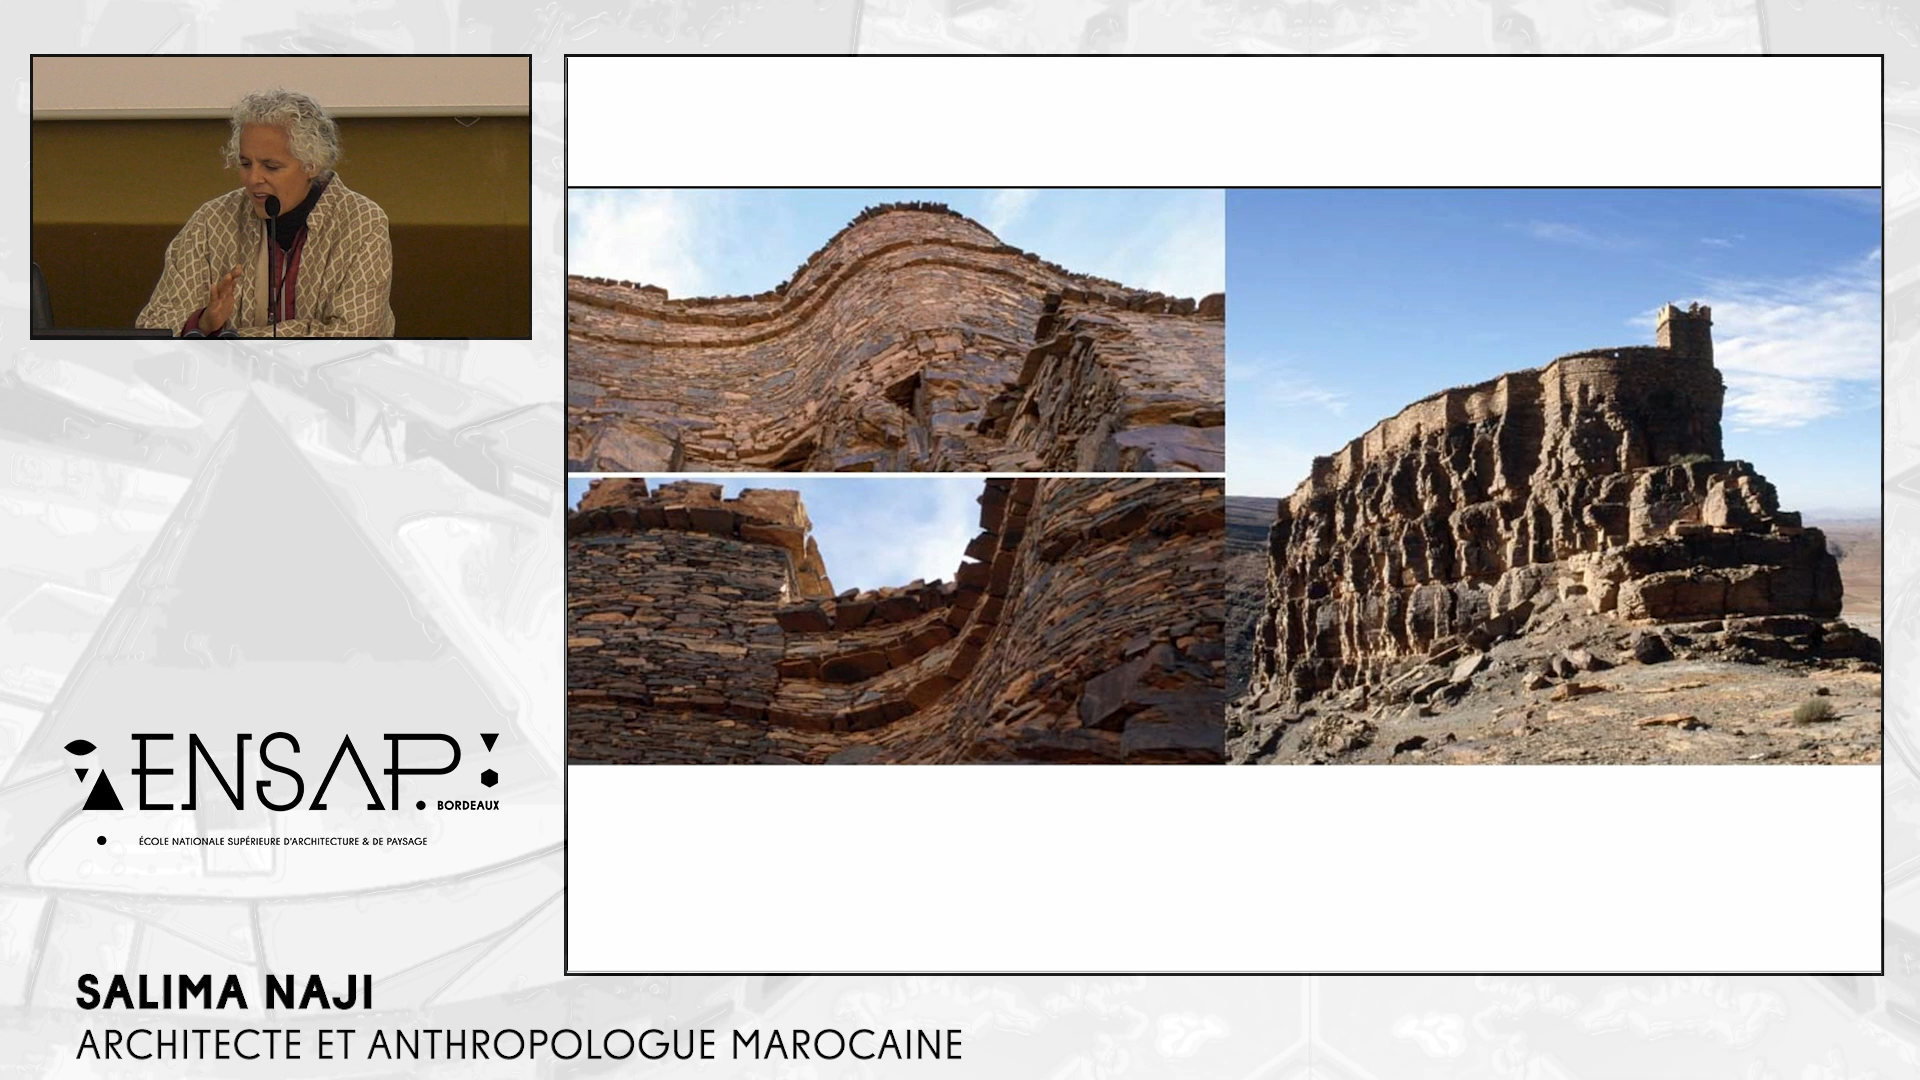 ENSAP.
BORDEAUX
ÉCOLE NATIONALE SUPÉRIEURE D'ARCHITECTURE & DE PAYSAGE
SALIMA NAJI
ARCHITECTE ET ANTHROPOLOGUE MAROCAINE